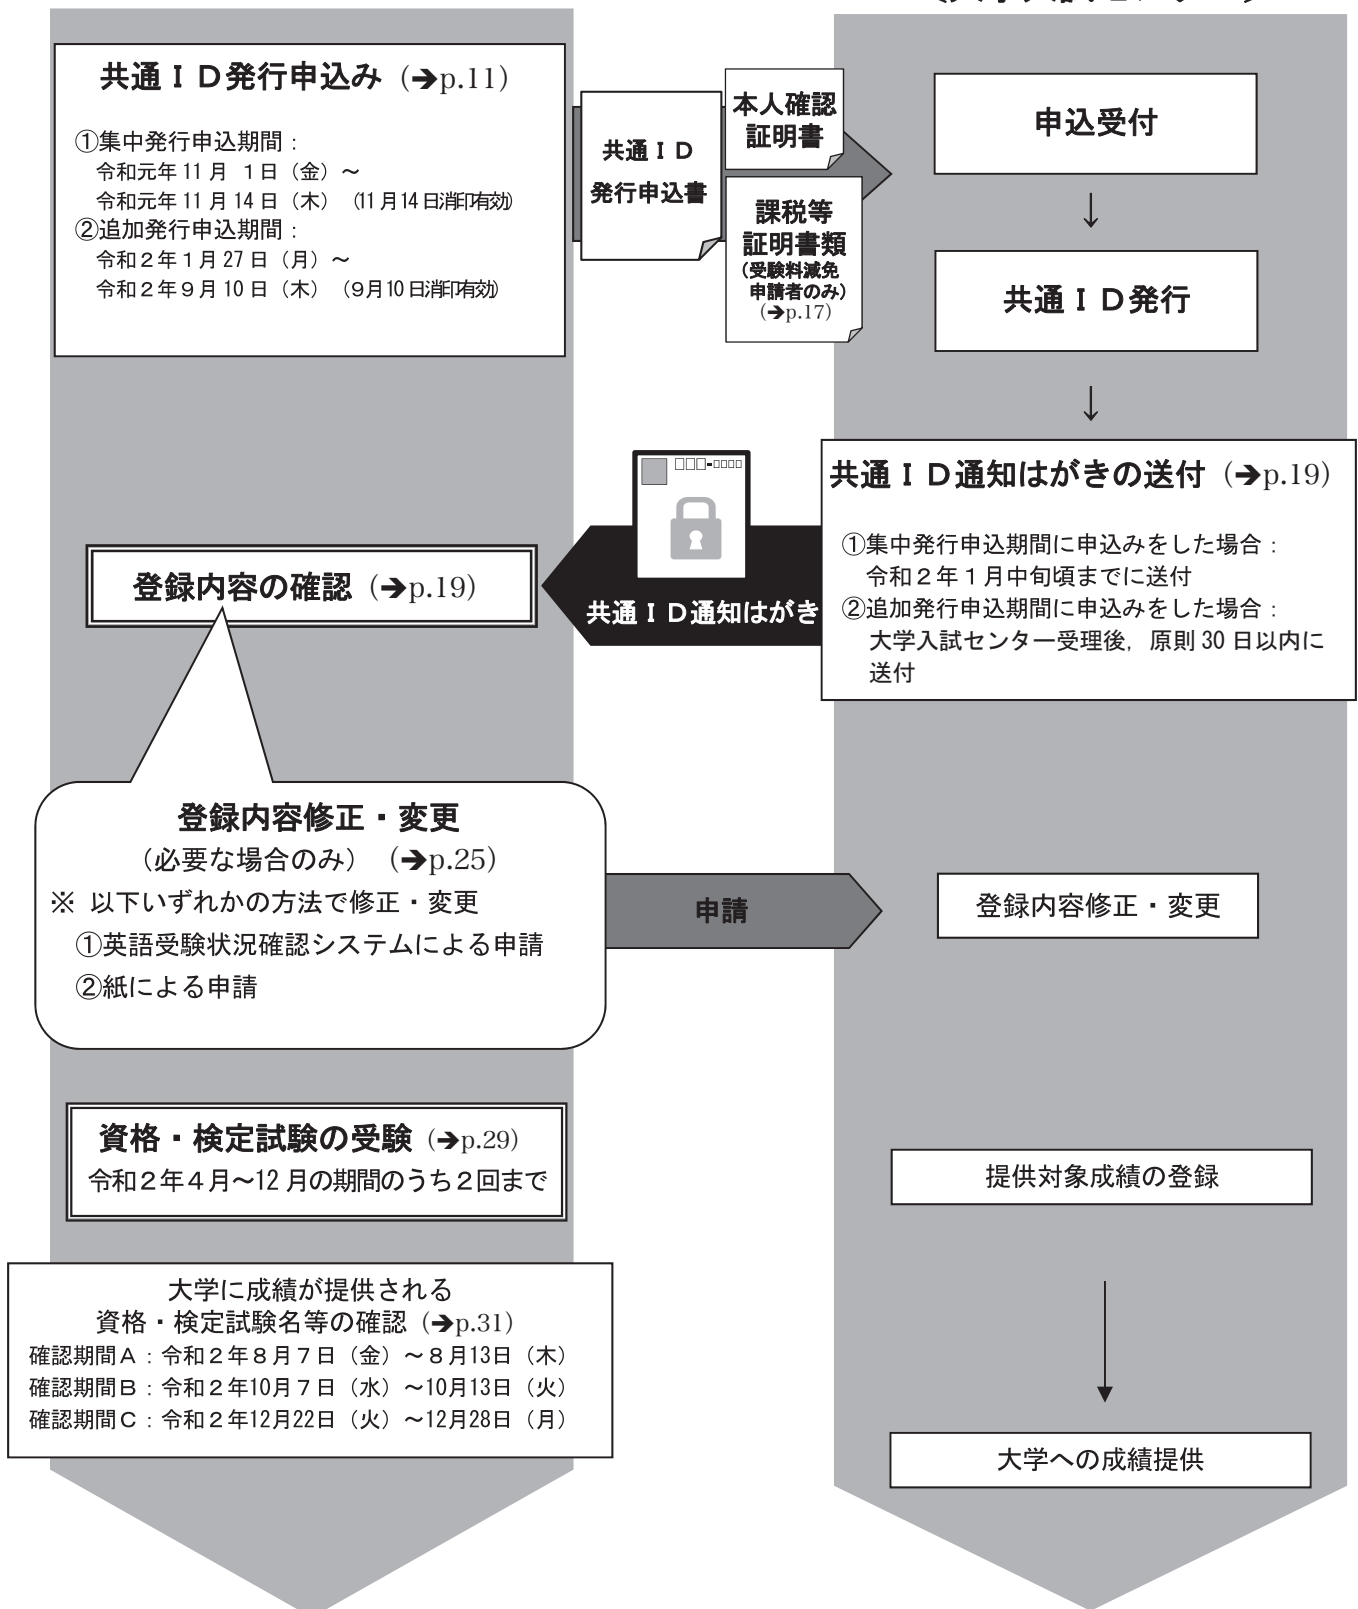 共通ＩＤ発行申込み（➔p.11）
①集中発行申込期間：
令和元年11月　１日（金）～
令和元年11月14日（木）（11月14日消印有効）
②追加発行申込期間：
令和２年１月27日（月）～
令和２年９月10日（木）（９月10日消印有効）
共通ＩＤ
発行申込書
本人確認
証明書
課税等
証明書類
（受験料減免
申請者のみ）
（➔p.17）
申込受付
↓
共通ＩＤ発行
↓
共通ＩＤ通知はがきの送付（➔p.19）
①集中発行申込期間に申込みをした場合：
令和２年１月中旬頃までに送付
②追加発行申込期間に申込みをした場合：
大学入試センター受理後，原則30日以内に
送付
共通ＩＤ通知はがき
登録内容の確認（➔p.19）
登録内容修正・変更
（必要な場合のみ）（➔p.25）
※ 以下いずれかの方法で修正・変更
①英語受験状況確認システムによる申請
②紙による申請
申請
登録内容修正・変更
資格・検定試験の受験（➔p.29）
令和２年４月～12月の期間のうち２回まで
提供対象成績の登録
大学に成績が提供される
資格・検定試験名等の確認（➔p.31）
確認期間Ａ：令和２年８月７日（金）～８月13日（木）
確認期間Ｂ：令和２年10月７日（水）～10月13日（火）
確認期間Ｃ：令和２年12月22日（火）～12月28日（月）
大学への成績提供